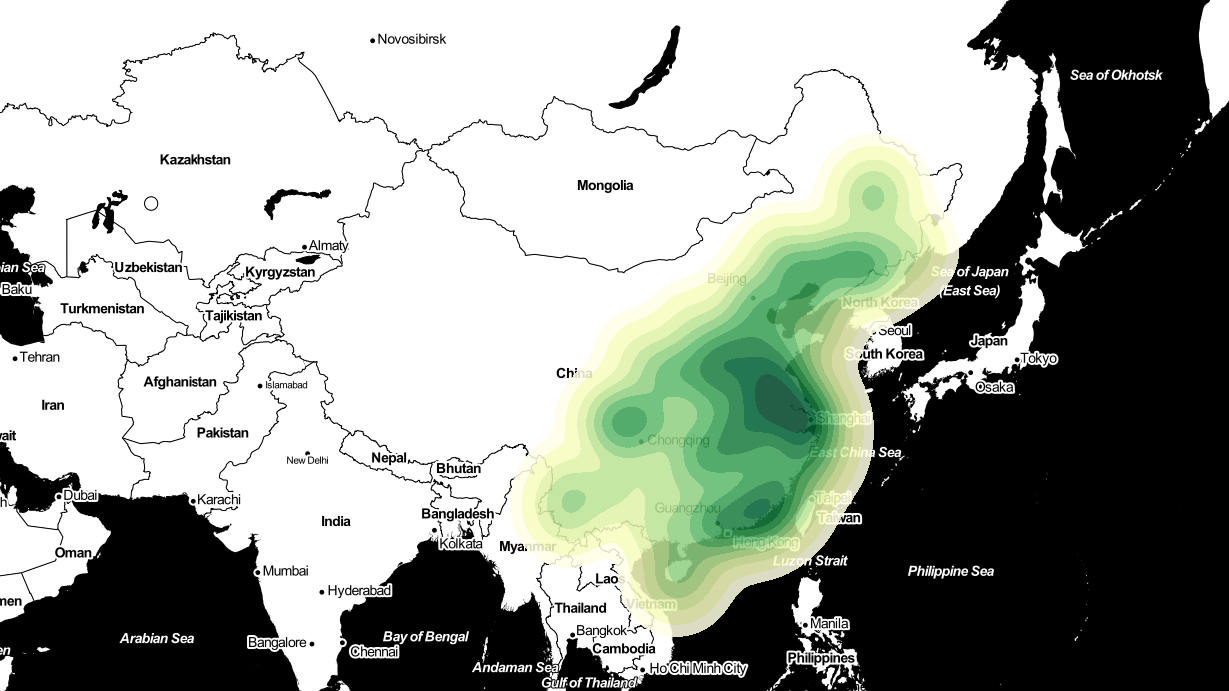 Novosibirsk
Sea of Okhotsk
Kazakhstan
Mongolia
Almaty
Uzbekistan
Kyrgyzstan
ian Sea
Baku
Beijing
Sea of Japan
(East Sea)
Turkmenistan
Tajikistan
North Korea
Seoul
South Korea
Japan
Tokyo
Tehran
Afghanistan
Islamabad
China
Osaka
Iran
Pakistan
Shanghai
wait
Chongqing
Nepal
New Delhi
Bhutan
East China Sea
Dubai
Karachi
Taipei
Bangladesh
Guangzhou
Taiwan
India
Kolkata
Myanmar
Hong Kong
Oman
Luzon Strait
Mumbai
Philippine Sea
Laos
Hyderabad
men
Thailand
Vietnam
Manila
Arabian Sea
Bay of Bengal
Bangkok
Bangalore
Chennai
Cambodia
en
Philippines
Andaman Sea
Ho Chi Minh City
Gulf of Thailand